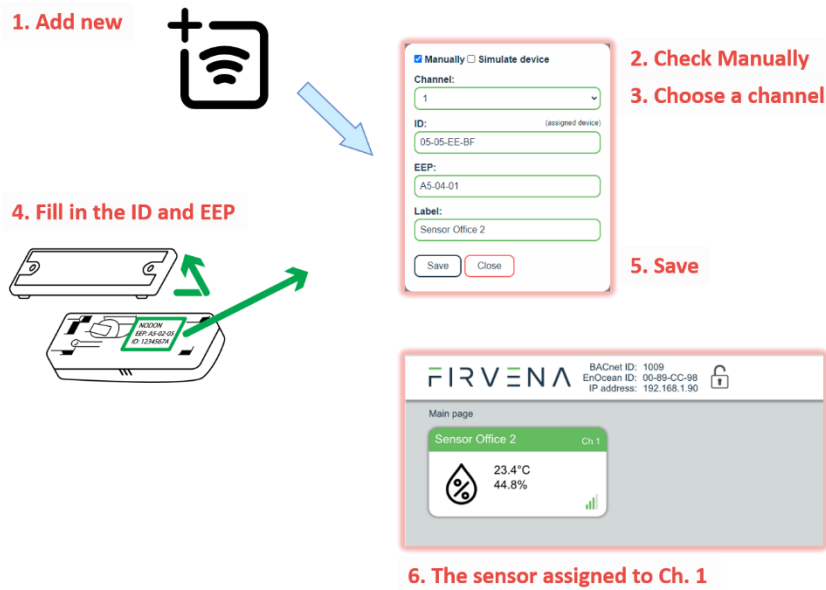 1. Add new
Manually Simulate device
Channel:
1
ID: (assigned device)
05-05-EE-BF
EEP:
A5-04-01
Label:
Sensor Office 2
Save Close
2. Check Manually
3. Choose a channel
4. Fill in the ID and EEP
NODON
EEP: A5-02-05
ID: 1234567A
5. Save
FIRVENA
BACnet ID: 1009
EnOcean ID: 00-89-CC-98
IP address: 192.168.1.90
Main page
Sensor Office 2 Ch 1
23.4°C
44.8%
6. The sensor assigned to Ch. 1